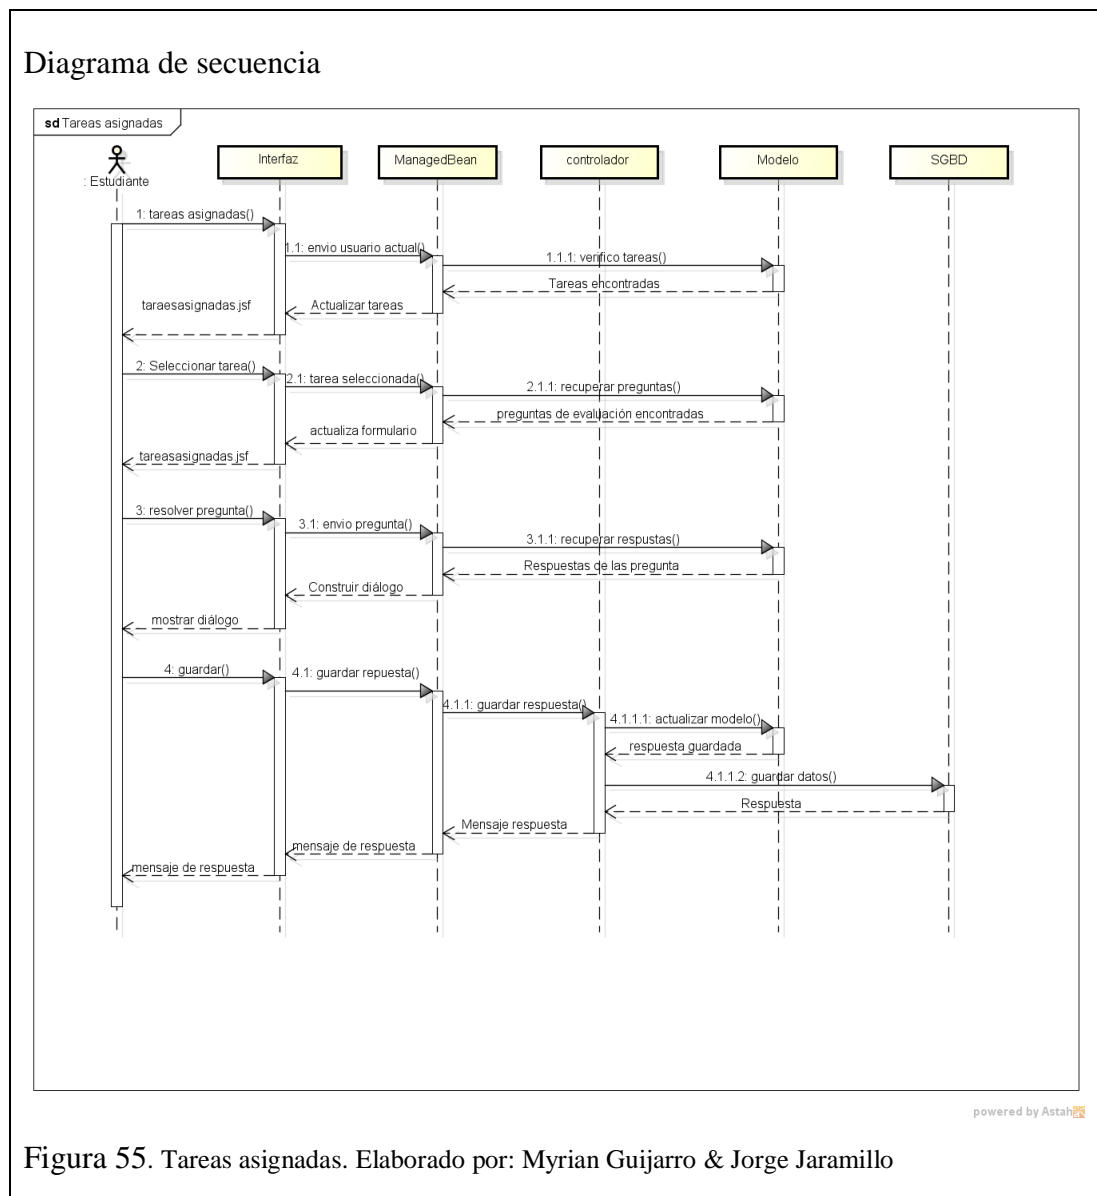 Diagrama de secuencia
sd Tareas asignadas
: Estudiante
Interfaz
ManagedBean
controlador
Modelo
SGBD
1: tareas asignadas()
1.1: envio usuario actual()
1.1.1: verifico tareas()
Tareas encontradas
Actualizar tareas
taraesasignadas.jsf
2: Seleccionar tarea()
2.1: tarea seleccionada()
2.1.1: recuperar preguntas()
preguntas de evaluación encontradas
actualiza formulario
tareasasignadas.jsf
3: resolver pregunta()
3.1: envio pregunta()
3.1.1: recuperar respustas()
Respuestas de las pregunta
Construir diálogo
mostrar diálogo
4: guardar()
4.1: guardar repuesta()
4.1.1: guardar respuesta()
4.1.1.1: actualizar modelo()
respuesta guardada
4.1.1.2: guardar datos()
Respuesta
Mensaje respuesta
mensaje de respuesta
mensaje de respuesta
powered by Astah
Figura 55. Tareas asignadas. Elaborado por: Myrian Guijarro & Jorge Jaramillo